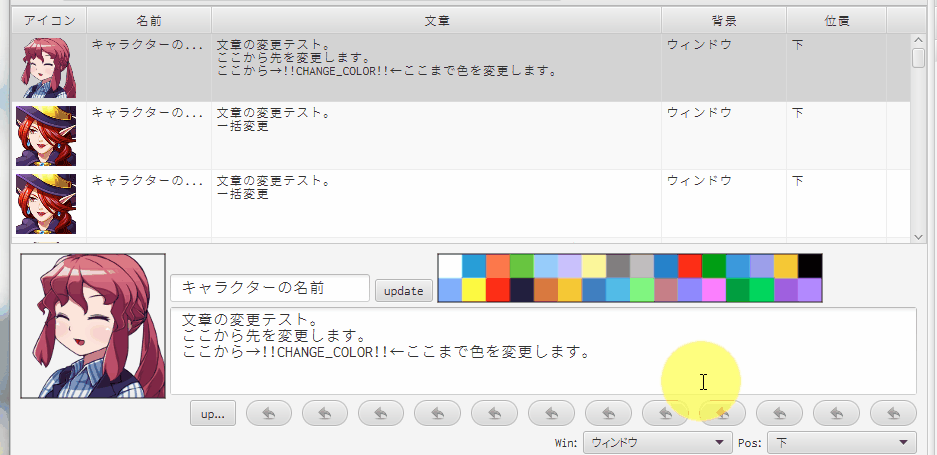 アイコン 名前 文章 背景 位置
キャラクターの... 文章の変更テスト。 ウィンドウ 下
ここから先を変更します。
ここから→!!CHANGE_COLOR!!←ここまで色を変更します。
キャラクターの... 文章の変更テスト。 ウィンドウ 下
一括変更
キャラクターの... 文章の変更テスト。 ウィンドウ 下
一括変更
キャラクターの名前 update
文章の変更テスト。
ここから先を変更します。
ここから→!!CHANGE_COLOR!!←ここまで色を変更します。
up...
Win: ウィンドウ Pos: 下